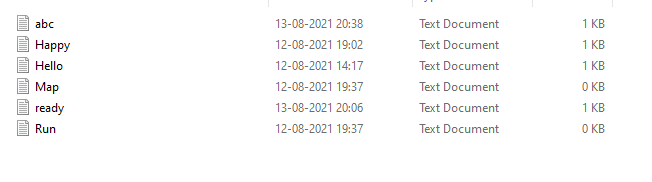 abc 13-08-2021 20:38 Text Document 1 KB
Happy 12-08-2021 19:02 Text Document 1 KB
Hello 12-08-2021 14:17 Text Document 1 KB
Map 12-08-2021 19:37 Text Document 0 KB
ready 13-08-2021 20:06 Text Document 1 KB
Run 12-08-2021 19:37 Text Document 0 KB